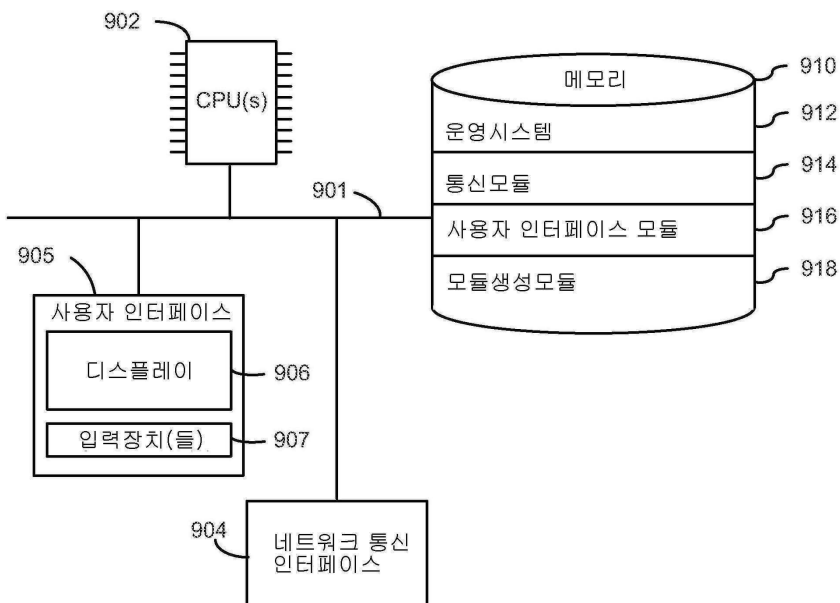 902
CPU(s)
메모리
910
운영시스템
912
통신모듈
914
901
사용자 인터페이스 모듈
916
모듈생성모듈
918
905
사용자 인터페이스
디스플레이
906
입력장치(들)
907
904
네트워크 통신
인터페이스